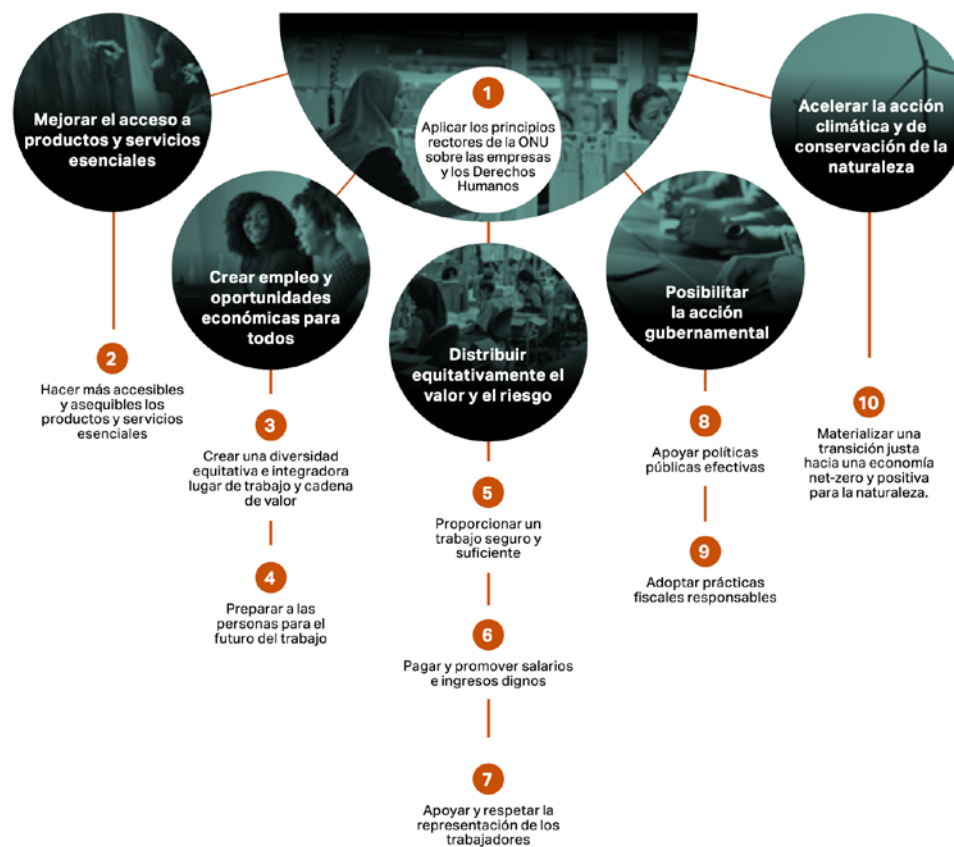 1
Aplicar los principios
rectores de la ONU
sobre las empresas
y los Derechos
Humanos
Mejorar el acceso a
productos y servicios
esenciales
2
Hacer más accesibles
y asequibles los
productos y servicios
esenciales
Crear empleo y
oportunidades
económicas para
todos
3
Crear una diversidad
equitativa e integradora
lugar de trabajo y cadena
de valor
4
Preparar a las
personas para el
futuro del trabajo
Distribuir
equitativamente el
valor y el riesgo
5
Proporcionar un
trabajo seguro y
suficiente
6
Pagar y promover salarios
e ingresos dignos
7
Apoyar y respetar la
representación de los
trabajadores
Posibilitar
la acción
gubernamental
8
Apoyar políticas
públicas efectivas
9
Adoptar prácticas
fiscales responsables
Acelerar la acción
climática y de
conservación de la
naturaleza
10
Materializar una
transición justa
hacia una economía
net-zero y positiva
para la naturaleza.